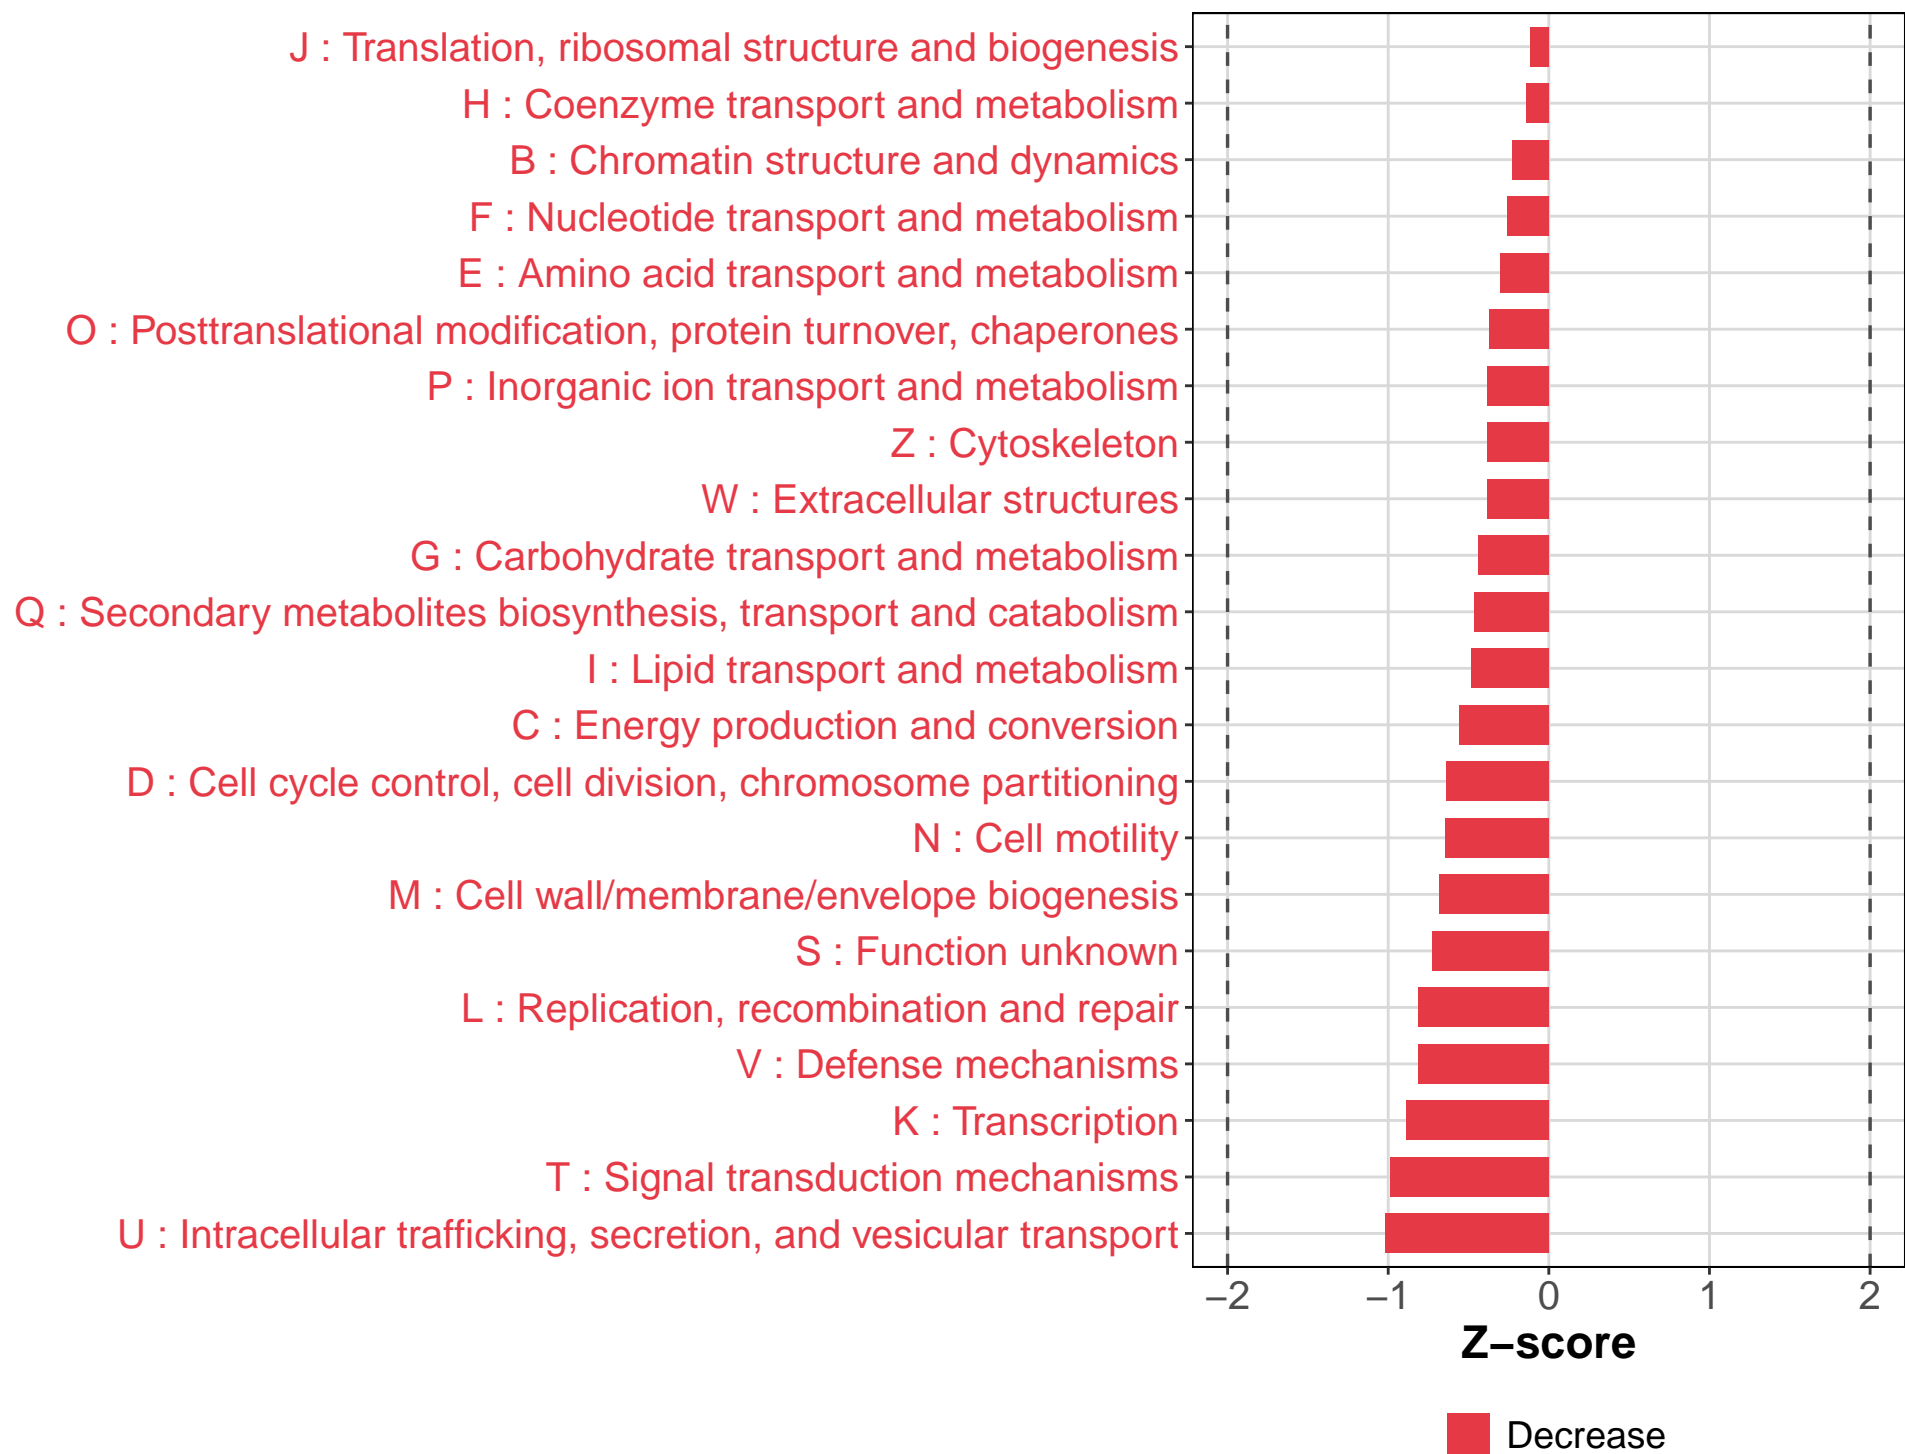 J : Translation, ribosomal structure and biogenesis
H : Coenzyme transport and metabolism
B : Chromatin structure and dynamics
F : Nucleotide transport and metabolism
E : Amino acid transport and metabolism
O : Posttranslational modification, protein turnover, chaperones
P : Inorganic ion transport and metabolism
Z : Cytoskeleton
W : Extracellular structures
G : Carbohydrate transport and metabolism
Q : Secondary metabolites biosynthesis, transport and catabolism
I : Lipid transport and metabolism
C : Energy production and conversion
D : Cell cycle control, cell division, chromosome partitioning
N : Cell motility
M : Cell wall/membrane/envelope biogenesis
S : Function unknown
L : Replication, recombination and repair
V : Defense mechanisms
K : Transcription
T : Signal transduction mechanisms
U : Intracellular trafficking, secretion, and vesicular transport
−2 −1 0 1 2
Z−score
Decrease